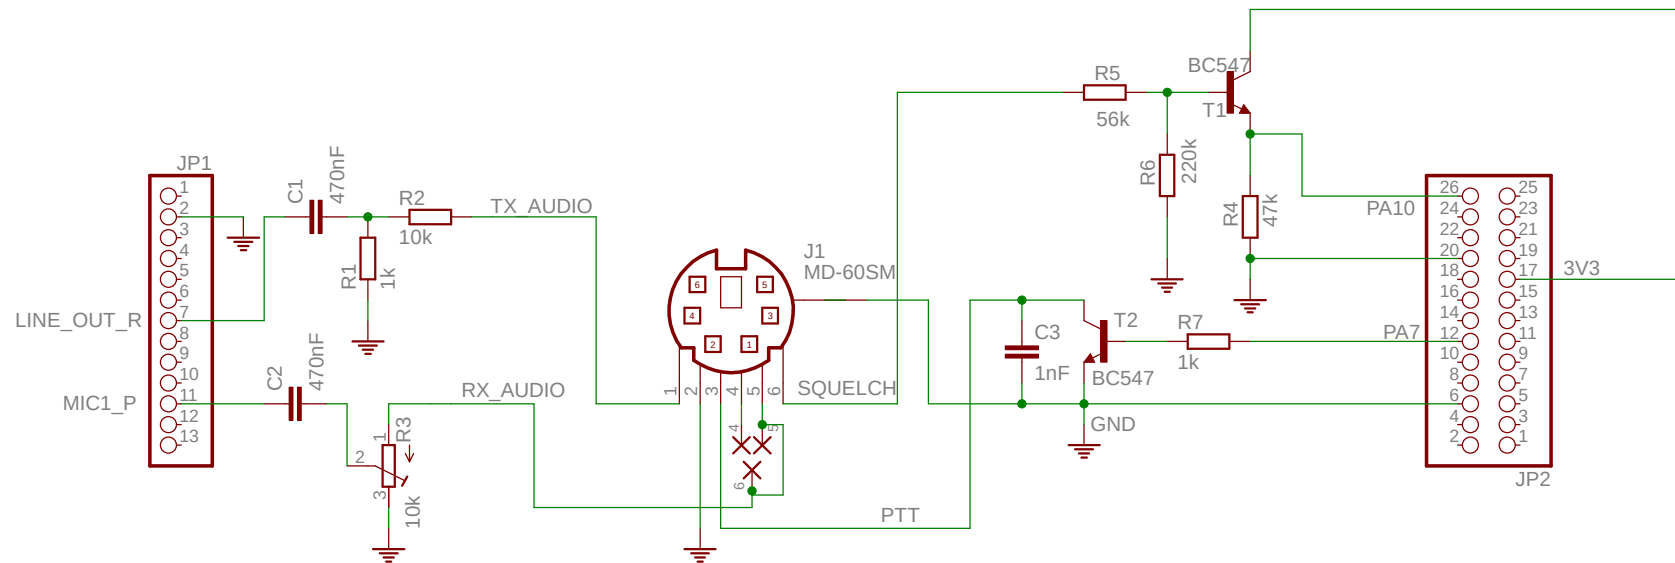 JP1
1
2
3
4
5
6
7
8
9
10
11
12
13
LINE_OUT_R
MIC1_P
C1
470nF
R2
10k
R1
1k
TX_AUDIO
C2
470nF
RX_AUDIO
R3
1
2
3
10k
J1
MD-60SM
6
5
4
3
2
1
1
2
3
4
5
6
4
5
6
SQUELCH
PTT
R5
56k
BC547
T1
R6
220k
R4
47k
C3
1nF
T2
BC547
R7
1k
GND
PA10
PA7
3V3
26 25
24 23
22 21
20 19
18 17
16 15
14 13
12 11
10 9
8 7
6 5
4 3
2 1
JP2